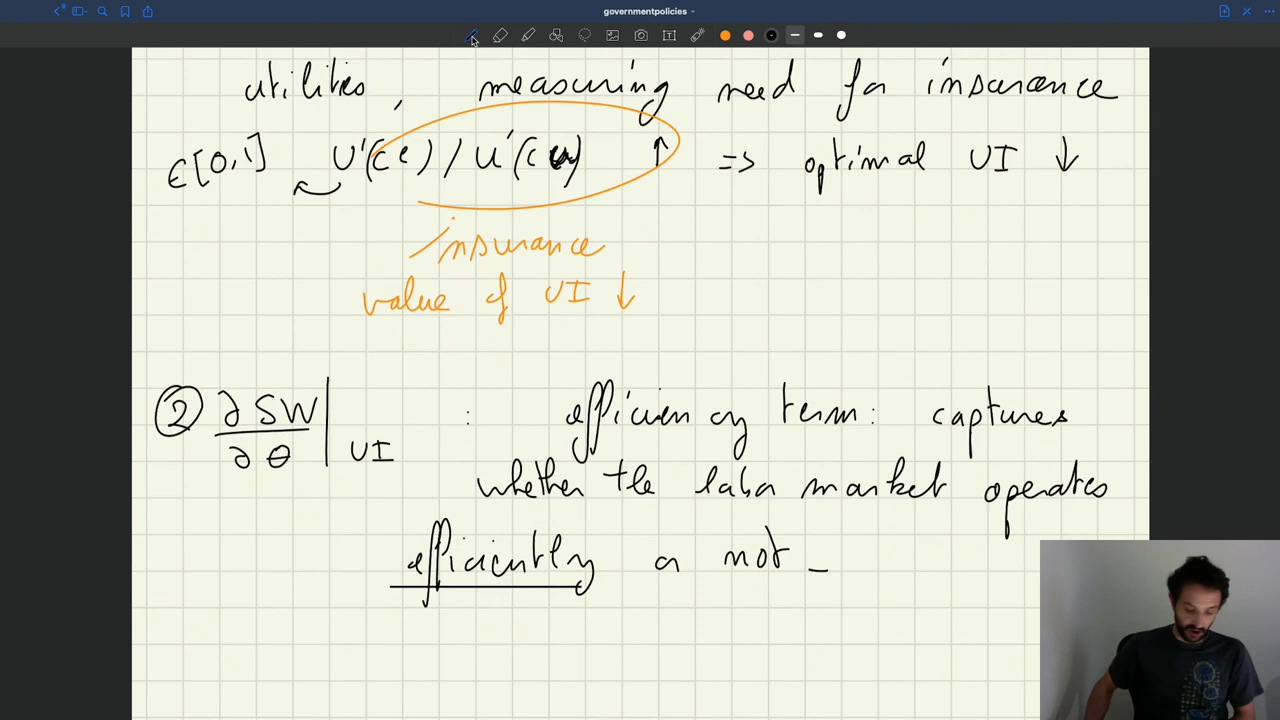 governmentpolicies
utilities, measuring need for insurance
∈[0,1] U'(ce) / U'(cu) ↑ => optimal UI ↓
insurance
value of UI ↓
② ∂SW/∂θ | UI : efficiency term: captures
whether the labor market operates
efficiently or not -